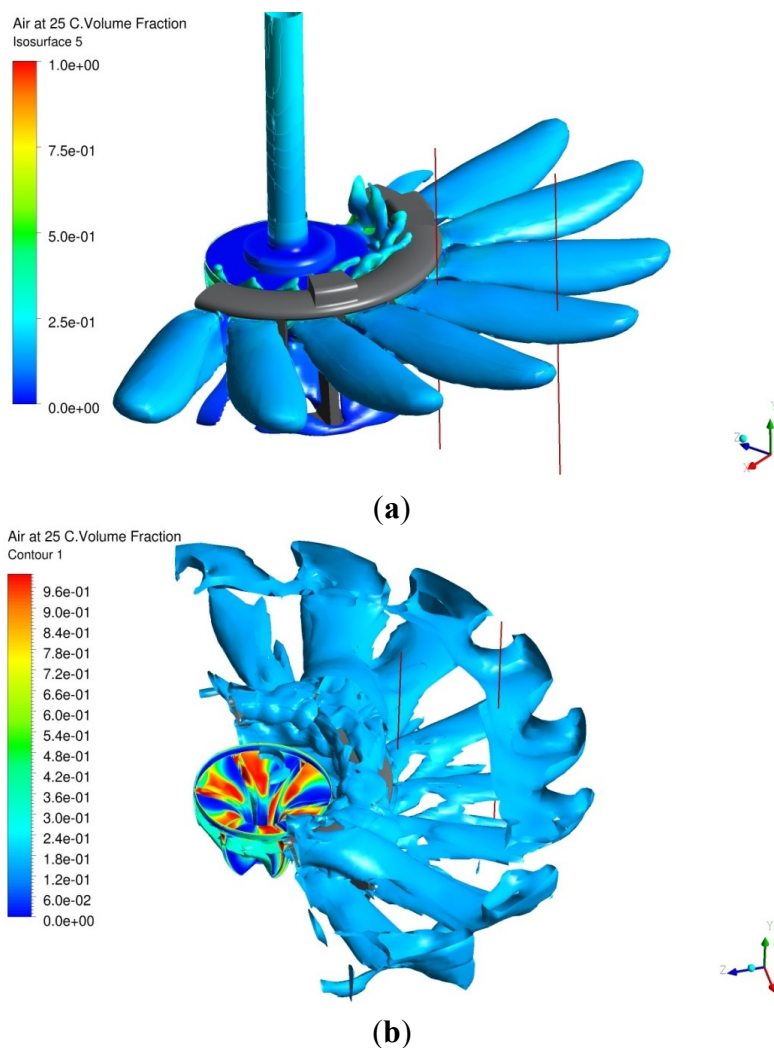 Air at 25 C.Volume Fraction
Isosurface 5
1.0e+00
7.5e-01
5.0e-01
2.5e-01
0.0e+00
Y
Z
X
(a)
Air at 25 C.Volume Fraction
Contour 1
9.6e-01
9.0e-01
8.4e-01
7.8e-01
7.2e-01
6.6e-01
6.0e-01
5.4e-01
4.8e-01
4.2e-01
3.6e-01
3.0e-01
2.4e-01
1.8e-01
1.2e-01
6.0e-02
0.0e+00
Y
Z
(b)